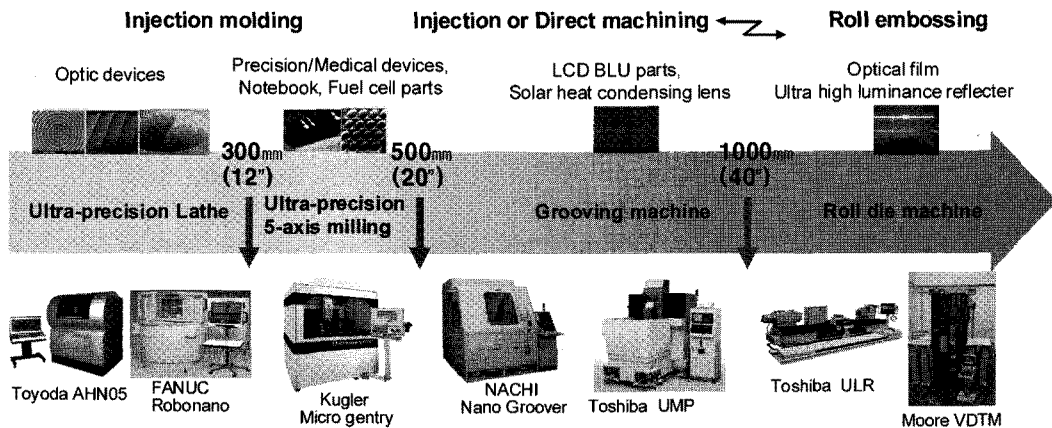 Injection molding
Injection or Direct machining
Roll embossing
Optic devices
Precision/Medical devices,
Notebook, Fuel cell parts
LCD BLU parts,
Solar heat condensing lens
Optical film
Ultra high luminance reflecter
300mm
(12")
500mm
(20")
1000mm
(40")
Ultra-precision Lathe
Ultra-precision
5-axis milling
Grooving machine
Roll die machine
Toyoda AHN05
FANUC
Robonano
Kugler
Micro gentry
NACHI
Nano Groover
Toshiba UMP
Toshiba ULR
Moore VDTM